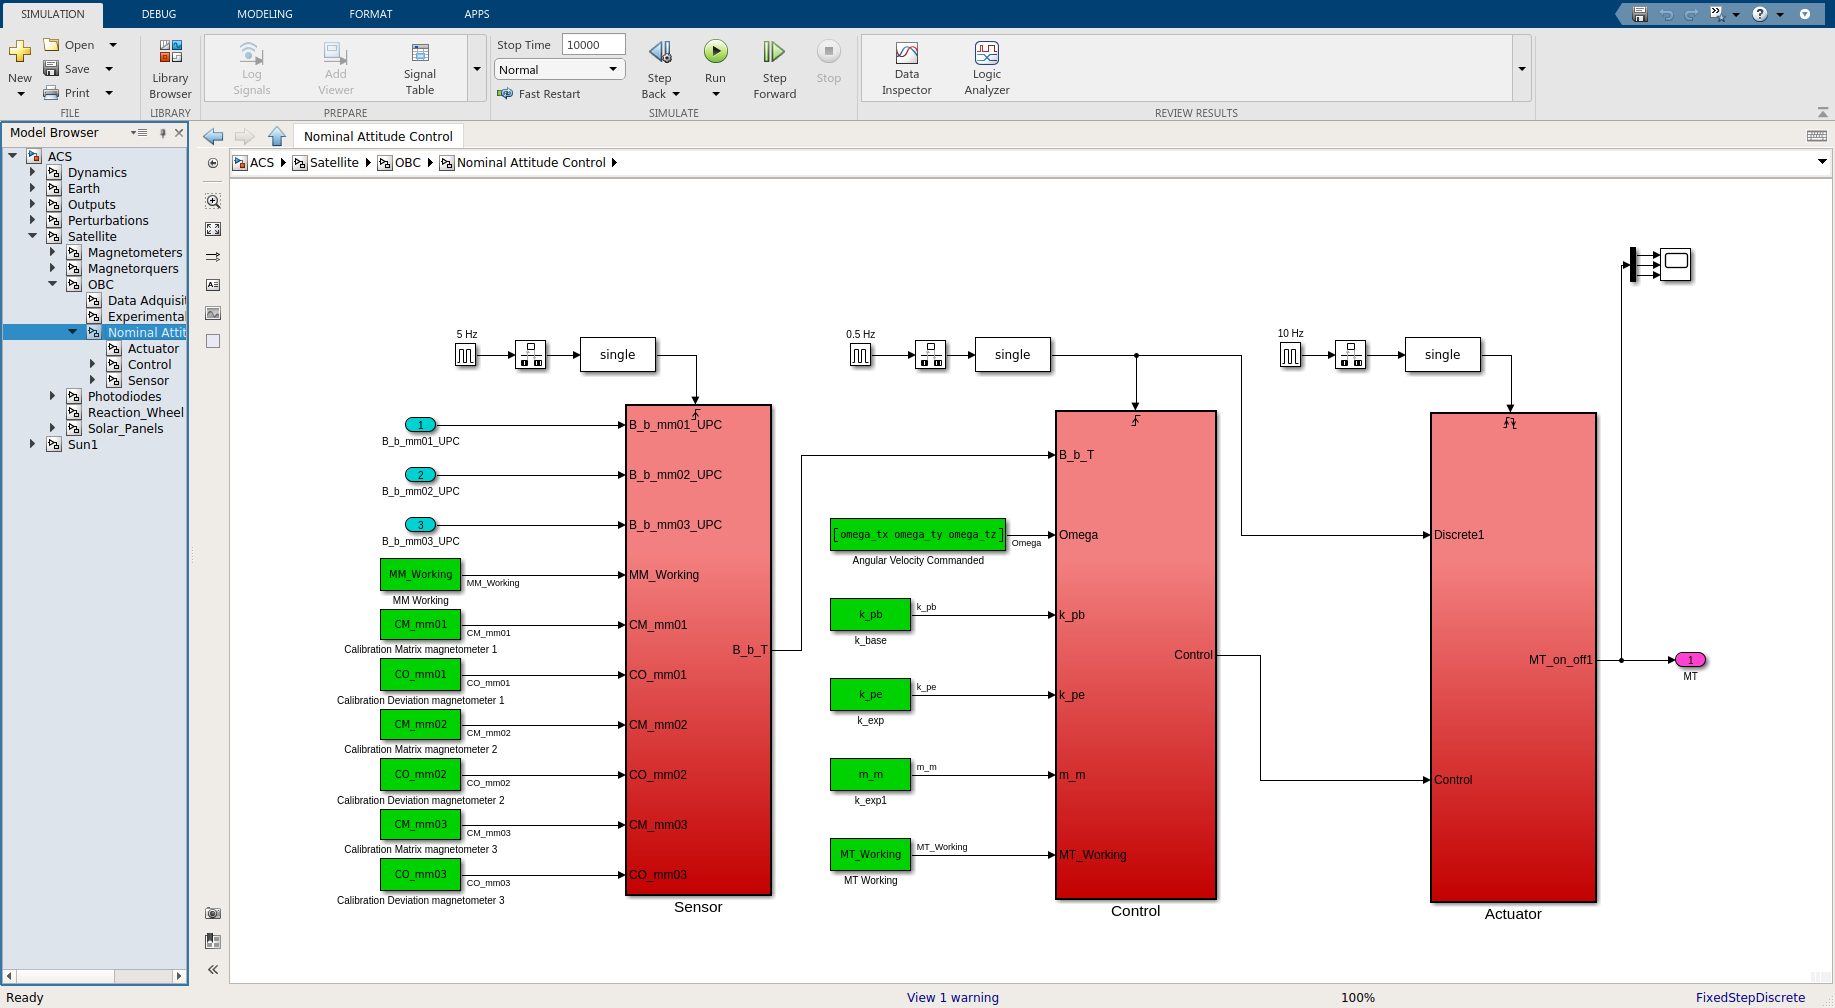 SIMULATION DEBUG MODELING FORMAT APPS
New
Open
Save
Print
FILE
Library
Browser
LIBRARY
Log
Signals
Add
Viewer
Signal
Table
PREPARE
Stop Time 10000
Normal
Fast Restart
Step
Back
Run
Step
Forward
Stop
SIMULATE
Data
Inspector
Logic
Analyzer
REVIEW RESULTS
Model Browser
ACS
Dynamics
Earth
Outputs
Perturbations
Satellite
Magnetometers
Magnetorquers
OBC
Data Adquisit
Experimenta
Nominal Attit
Actuator
Control
Sensor
Photodiodes
Reaction_Wheel
Solar_Panels
Sun1
Nominal Attitude Control
ACS Satellite OBC Nominal Attitude Control
5 Hz
single
0.5 Hz
single
10 Hz
single
1
B_b_mm01_UPC
2
B_b_mm02_UPC
3
B_b_mm03_UPC
MM_Working
MM_Working
MM Working
CM_mm01
CM_mm01
Calibration Matrix magnetometer 1
CO_mm01
CO_mm01
Calibration Deviation magnetometer 1
CM_mm02
CM_mm02
Calibration Matrix magnetometer 2
CO_mm02
CO_mm02
Calibration Deviation magnetometer 2
CM_mm03
CM_mm03
Calibration Matrix magnetometer 3
CO_mm03
CO_mm03
Calibration Deviation magnetometer 3
B_b_mm01_UPC
B_b_mm02_UPC
B_b_mm03_UPC
MM_Working
CM_mm01
B_b_T
CO_mm01
CM_mm02
CO_mm02
CM_mm03
CO_mm03
Sensor
[omega_tx omega_ty omega_tz]
Omega
Angular Velocity Commanded
k_pb
k_pb
k_base
k_pe
k_pe
k_exp
m_m
m_m
k_exp1
MT_Working
MT_Working
MT Working
B_b_T
Omega
k_pb
Control
k_pe
m_m
MT_Working
Control
Discrete1
MT_on_off1
Control
Actuator
1
MT
Ready View 1 warning 100% FixedStepDiscrete